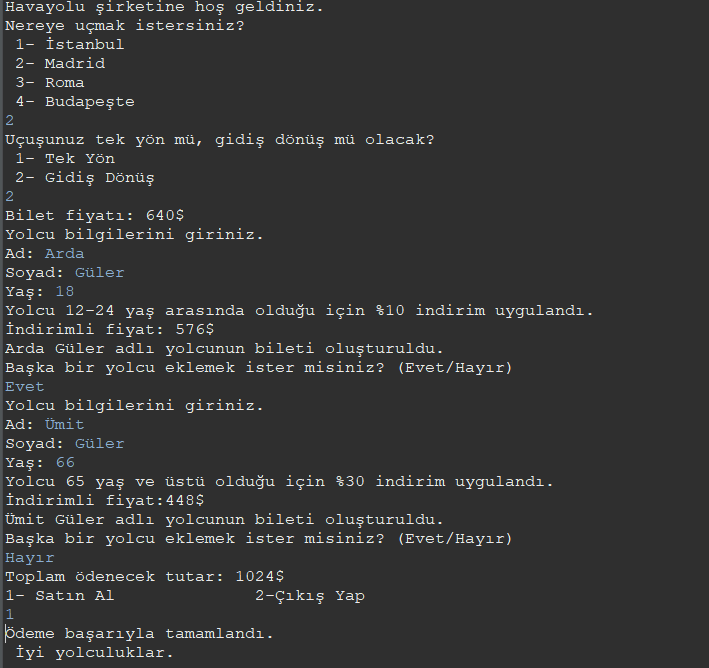 Havayolu şirketine hoş geldiniz.
Nereye uçmak istersiniz?
1- İstanbul
2- Madrid
3- Roma
4- Budapeşte
2
Uçuşunuz tek yön mü, gidiş dönüş mü olacak?
1- Tek Yön
2- Gidiş Dönüş
2
Bilet fiyatı: 640$
Yolcu bilgilerini giriniz.
Ad: Arda
Soyad: Güler
Yaş: 18
Yolcu 12-24 yaş arasında olduğu için %10 indirim uygulandı.
İndirimli fiyat: 576$
Arda Güler adlı yolcunun bileti oluşturuldu.
Başka bir yolcu eklemek ister misiniz? (Evet/Hayır)
Evet
Yolcu bilgilerini giriniz.
Ad: Ümit
Soyad: Güler
Yaş: 66
Yolcu 65 yaş ve üstü olduğu için %30 indirim uygulandı.
İndirimli fiyat:448$
Ümit Güler adlı yolcunun bileti oluşturuldu.
Başka bir yolcu eklemek ister misiniz? (Evet/Hayır)
Hayır
Toplam ödenecek tutar: 1024$
1- Satın Al 2-Çıkış Yap
1
Ödeme başarıyla tamamlandı.
İyi yolculuklar.